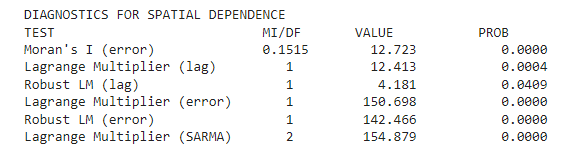 DIAGNOSTICS FOR SPATIAL DEPENDENCE
TEST MI/DF VALUE PROB
Moran's I (error) 0.1515 12.723 0.0000
Lagrange Multiplier (lag) 1 12.413 0.0004
Robust LM (lag) 1 4.181 0.0409
Lagrange Multiplier (error) 1 150.698 0.0000
Robust LM (error) 1 142.466 0.0000
Lagrange Multiplier (SARMA) 2 154.879 0.0000